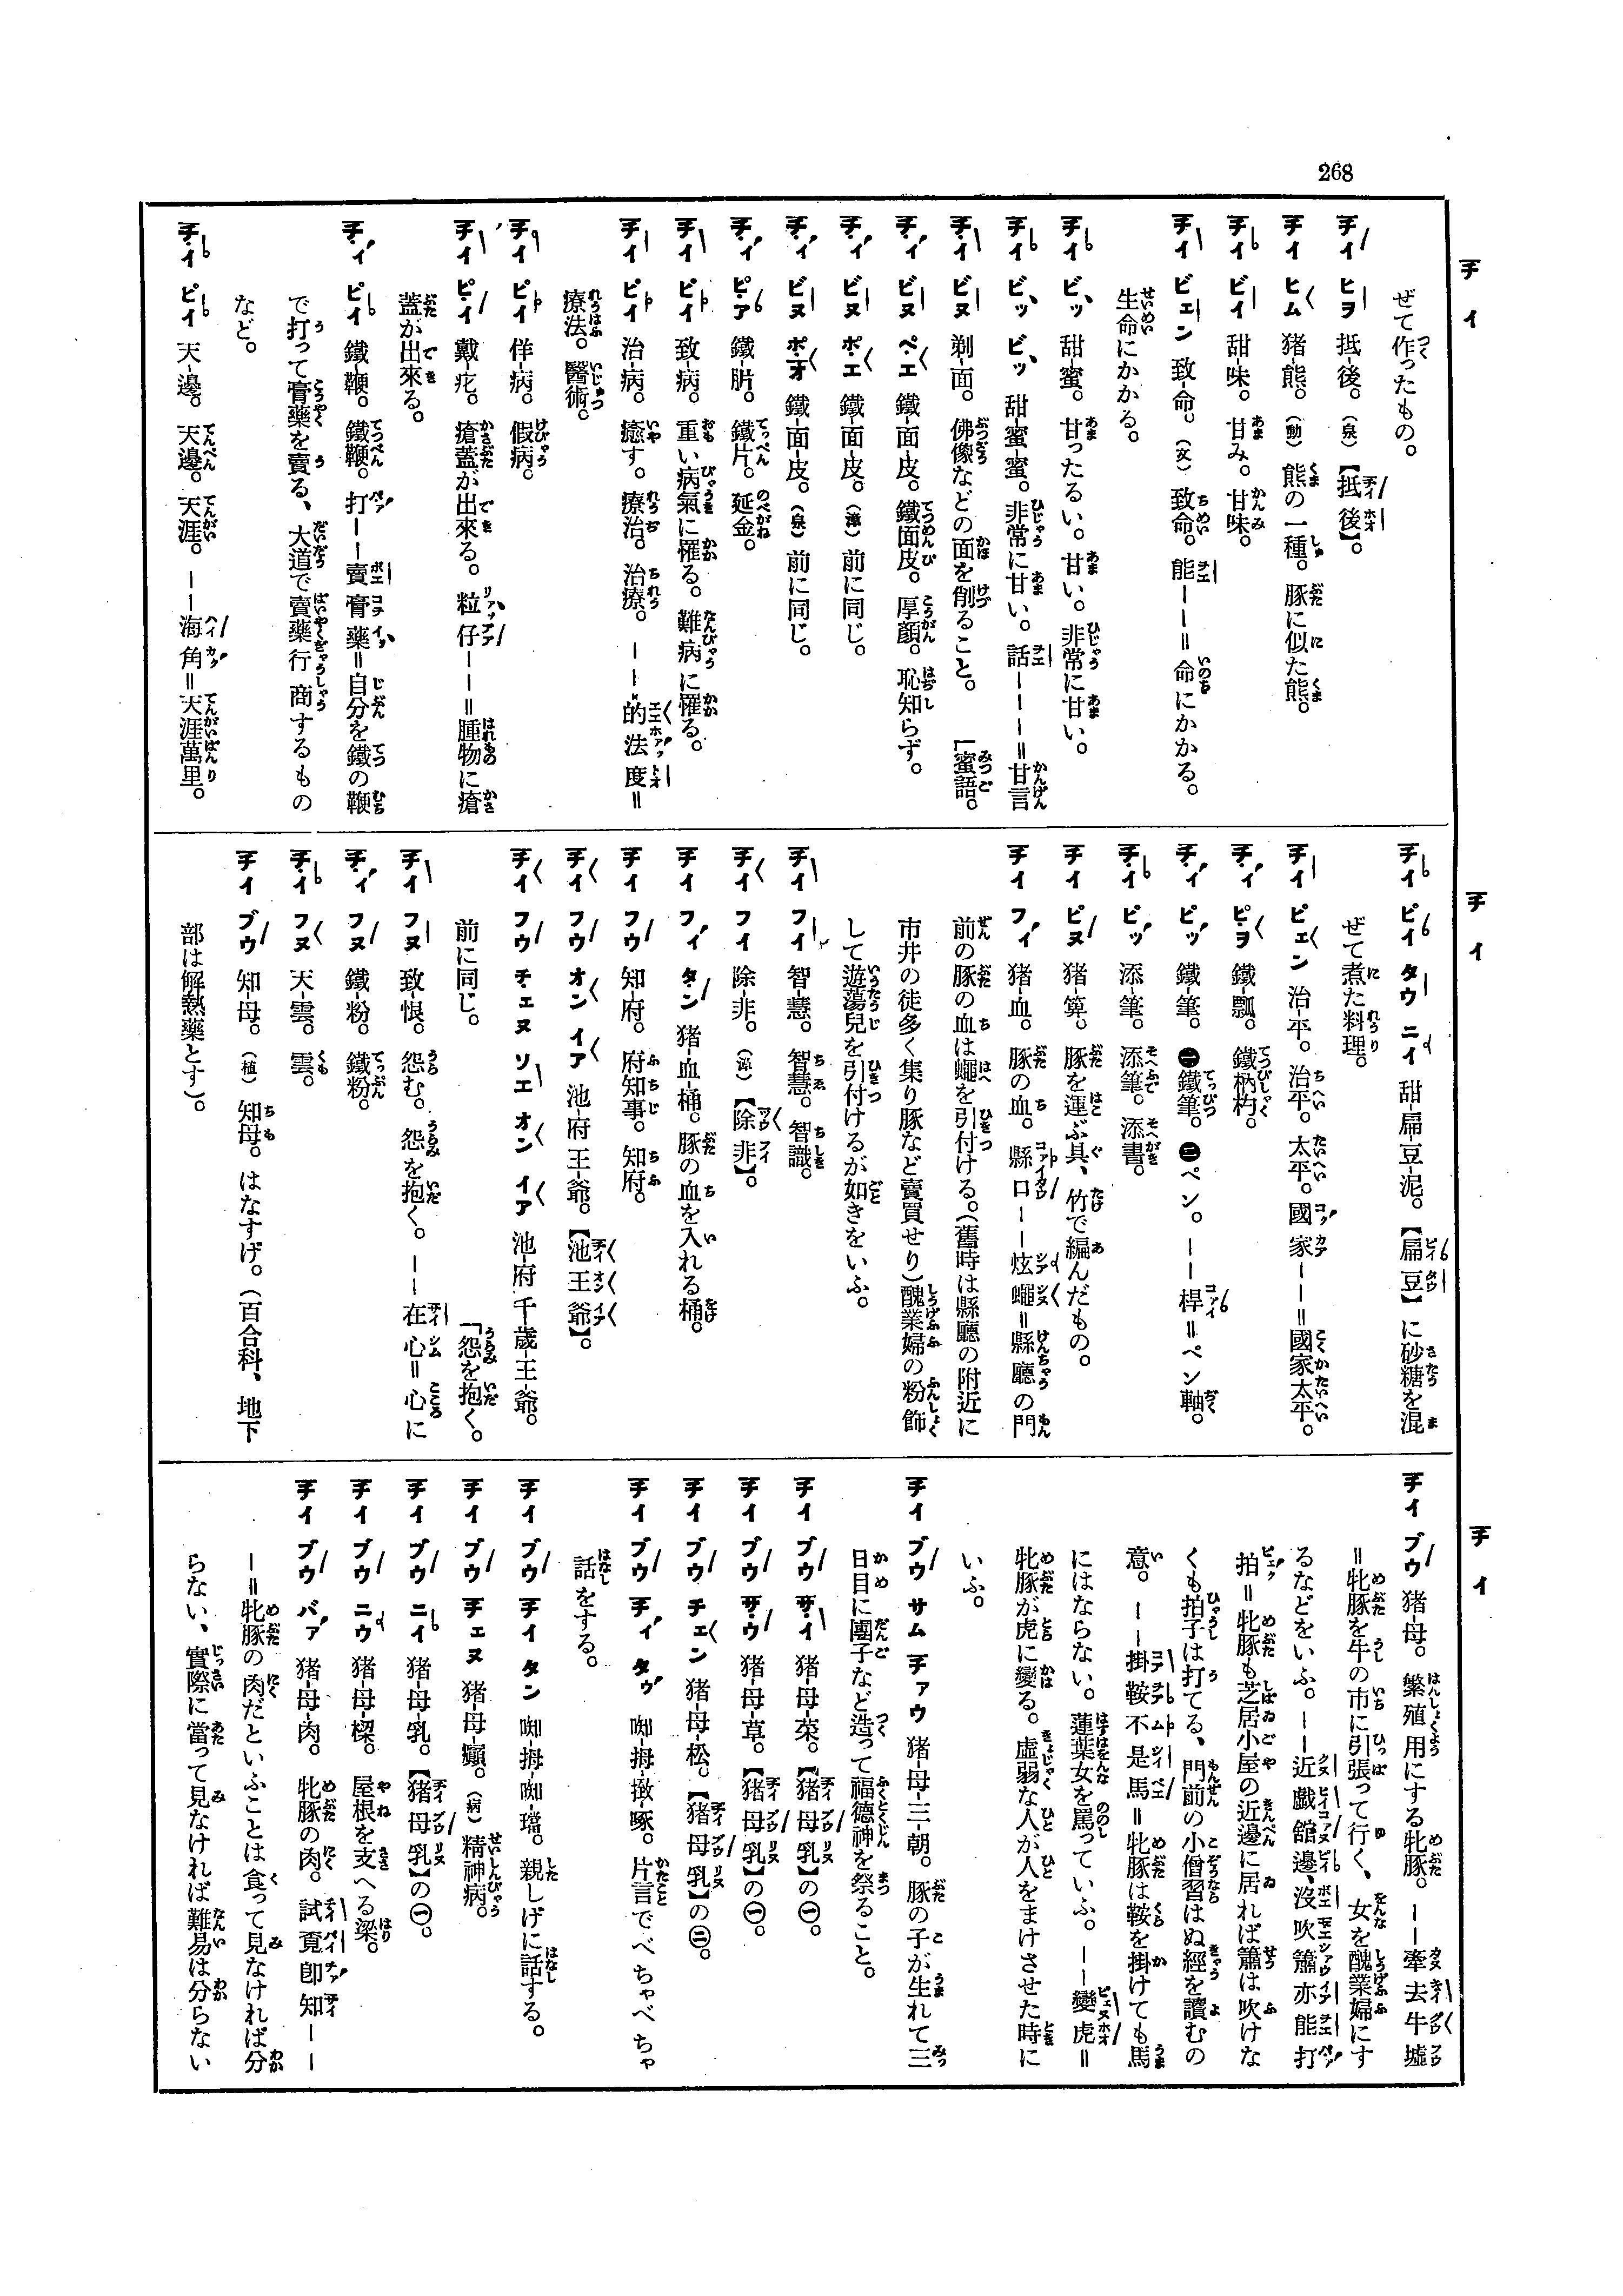 268
チイ
ぜて作ったもの。
チイ ヒヲ 抵-後。(泉)【抵後】。
チイ ヒム 猪-熊。(動) 熊の一種。豚に似た熊。
チイ ビイ 甜-味。甘み。甘味。
チイ ビェン 致-命。(文) 致命。能ーー＝命にかかる。
生命にかかる。
チイ ビッ 甜-蜜。甘ったるい。甘い。非常に甘い。
チイ ビッ ビッ 甜-蜜-蜜。非常に甘い。話ーーー＝甘言
「蜜語。
チイ ビヌ 剃-面。佛像などの面を削ること。
チイ ビヌ ペエ 鐵-面-皮。鐵面皮。厚顔。恥知らず。
チイ ビヌ ポエ 鐵-面-皮。(漳) 前に同じ。
チイ ビヌ ポオ 鐵-面-皮。(泉) 前に同じ。
チイ ピア 鐵-片。鐵片。延金。
チイ ピイ 致-病。重い病氣に罹る。難病に罹る。
チイ ピイ 治-病。癒す。療治。治療。ーー的法度＝
療法。醫術。
チイ ピイ 佯-病。假病。
チイ ピイ 戴-疕。瘡蓋が出來る。粒仔ーー＝腫物に瘡
蓋が出來る。
チイ ピイ 鐵-鞭。鐵鞭。打ーー賣膏藥＝自分を鐵の鞭
で打って膏藥を賣る、大道で賣藥行商するもの
など。
チイ ピイ 天-邊。天邊。天涯。ーー海角＝天涯萬里。
チイ
チイ ピイ タウ ニイ 甜-扁-豆-泥。【扁豆】に砂糖を混
ぜて煮た料理。
チイ ピェン 治-平。治平。太平。國家ーー＝國家太平。
チイ ピヲ 鐵-瓢。鐵杓。
チイ ピッ 鐵-筆。㊀鐵筆。㊁ペン。ーー桿＝ペン軸。
チイ ピッ 添-筆。添筆。添書。
チイ ピヌ 猪-箅。豚を運ぶ具、竹で編んだもの。
チイ フイ 猪-血。豚の血。縣口ーー炫蠅＝縣廳の門
前の豚の血は蠅を引付ける。(舊時は縣廳の附近に
市井の徒多く集り豚など賣買せり)醜業婦の粉飾
して遊蕩兒を引付けるが如きをいふ。
チイ フイ 智-慧。智慧。智識。
チイ フイ 除-非。(漳)【除非】。
チイ フイ タン 猪-血-桶。豚の血を入れる桶。
チイ フウ 知-府。府知事。知府。
チイ フウ オン イア 池-府-王-爺。【池王爺】。
チイ フウ チェヌ ソエ オン イア 池-府-千歳-王-爺。
前に同じ。
「怨を抱く。
チイ フヌ 致-恨。怨む。怨を抱く。ーー在心＝心に
チイ フヌ 鐵-粉。鐵粉。
チイ フヌ 天-雲。雲。
チイ ブウ 知-母。(植) 知母。はなすげ。(百合科、地下
部は解熱藥とす)。
チイ
チイ ブウ 猪-母。繁殖用にする牝豚。ーー牽去牛墟
＝牝豚を牛の市に引張って行く、女を醜業婦にす
るなどをいふ。ーー近戲館邊、沒吹簫亦能打
拍＝牝豚も芝居小屋の近邊に居れば簫は吹けな
くも拍子は打てる、門前の小僧習はぬ經を讀むの
意。ーー掛鞍不是馬＝牝豚は鞍を掛けても馬
にはならない。蓮葉女を罵っていふ。ーー變虎＝
牝豚が虎に變る。虛弱な人が人をまけさせた時に
いふ。
チイ ブウ サム チァウ 猪-母-三-朝。豚の子が生れて三
日目に團子など造って福德神を祭ること。
チイ ブウ サイ 猪-母-菜。【猪母乳】の㊀。
チイ ブウ サウ 猪-母-草。【猪母乳】の㊀。
チイ ブウ チェン 猪-母-松。【猪母乳】の㊁。
チイ ブウ チイ タウ 𪜶-拇-撴-啄。片言でべちゃべちゃ
話をする。
チイ ブウ チイ タン 蜘-拇-蜘-璫。親しげに話する。
チイ ブウ チェヌ 猪-母-癲。(病) 精神病。
チイ ブウ ニイ 猪-母-乳。【猪母乳】の㊀。
チイ ブウ ニウ 猪-母-樑。屋根を支へる梁。
チイ ブウ バァ 猪-母-肉。牝豚の肉。試覔卽知ーー
ーー＝牝豚の肉だといふことは食って見なければ分
らない、實際に當って見なければ難易は分らない